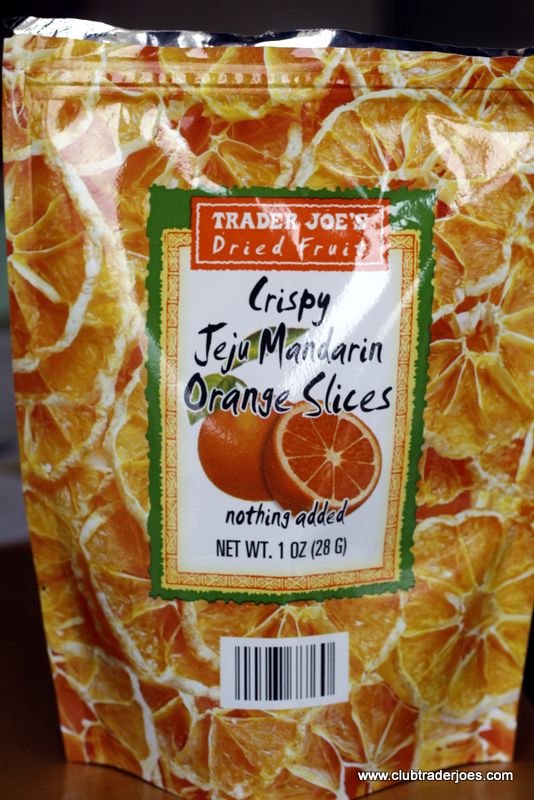 TRADER JOE'S
Dried Fruit
Crispy
Jeju Mandarin
Orange Slices
nothing added
NET WT. 1 OZ (28 G)
www.clubtraderjoes.com